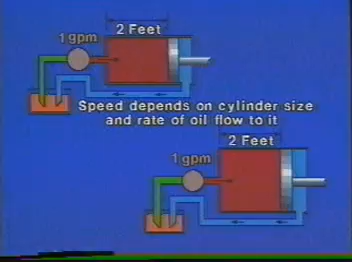 2 Feet
1 gpm
Speed depends on cylinder size
and rate of oil flow to it
2 Feet
1 gpm